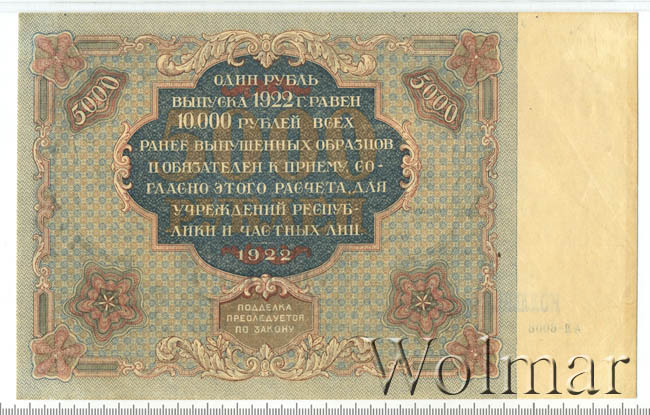 5000
5000
ОДИН РУБЛЬ
ВЫПУСКА 1922 Г. РАВЕН
10.000 РУБЛЕЙ ВСЕХ
РАНЕЕ ВЫПУЩЕННЫХ ОБРАЗЦОВ
И ОБЯЗАТЕЛЕН К ПРИЕМУ, СО-
ГЛАСНО ЭТОГО РАСЧЕТА, ДЛЯ
УЧРЕЖДЕНИЙ РЕСПУБ-
ЛИКИ И ЧАСТНЫХ ЛИЦ
1922
ПОДДЕЛКА
ПРЕСЛЕДУЕТСЯ
ПО ЗАКОНУ
Wolmar